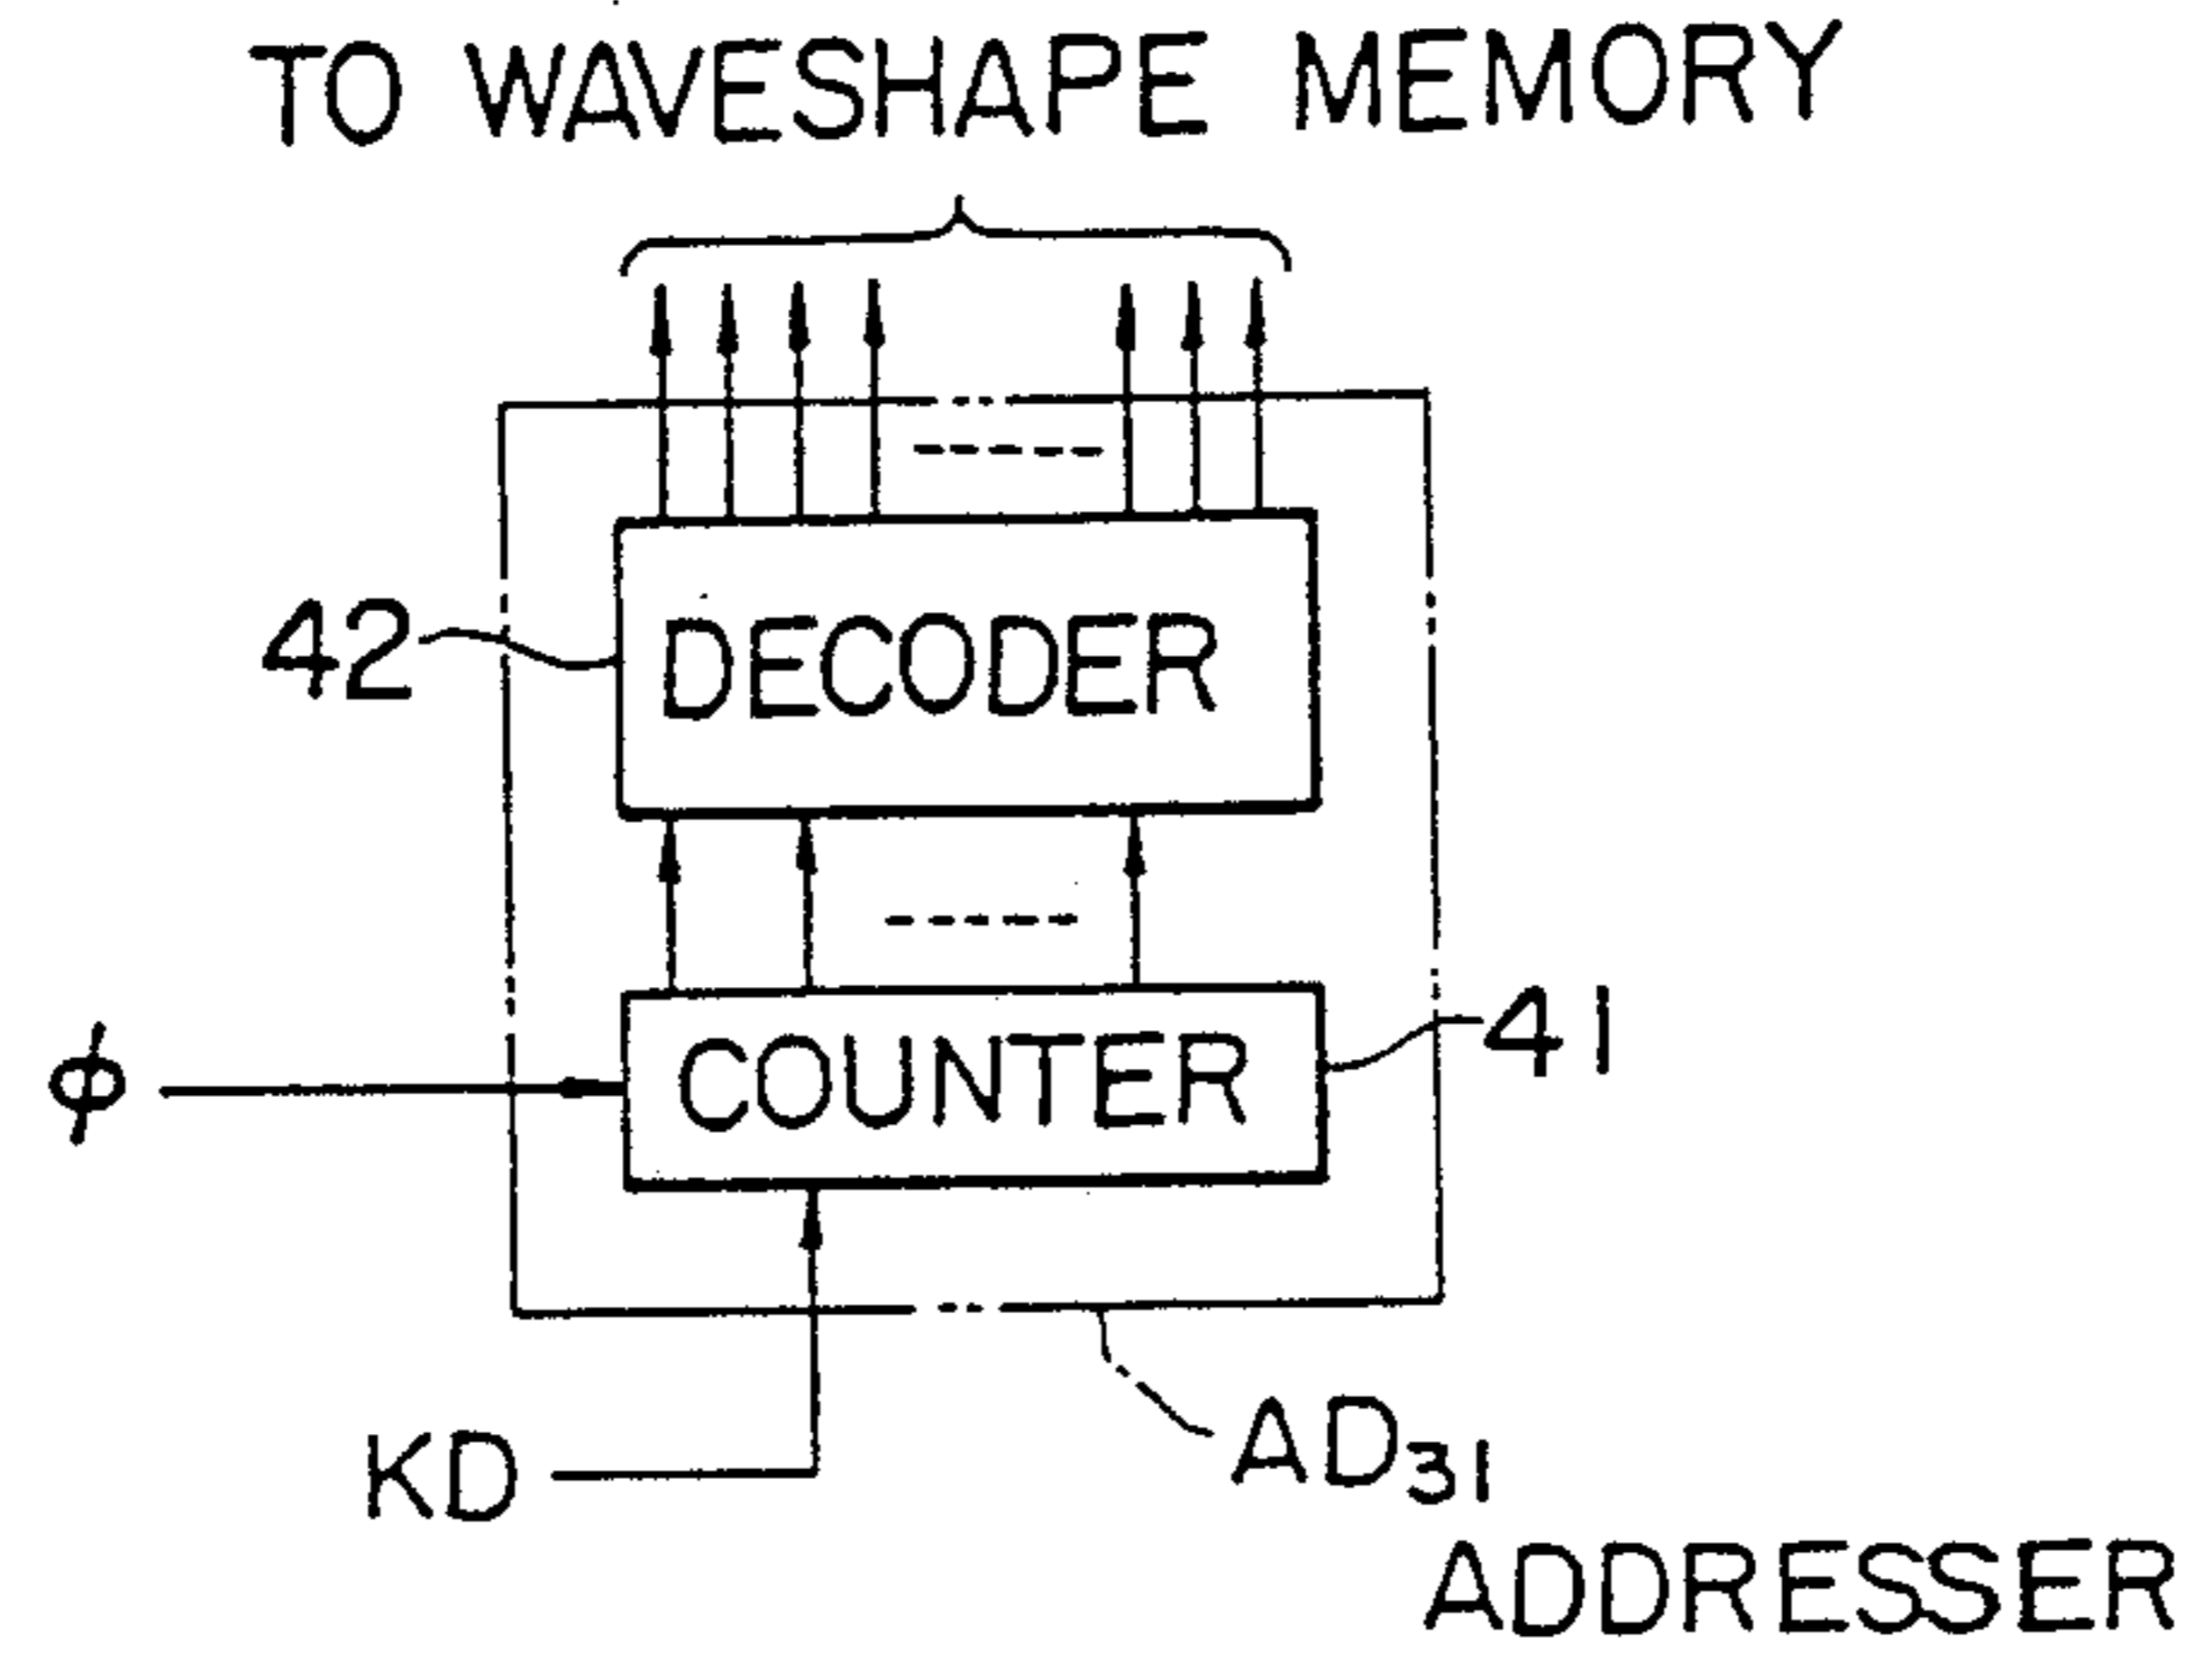 TO WAVESHAPE MEMORY
42
DECODER
ϕ
COUNTER
41
KD
AD₃₁
ADDRESSER